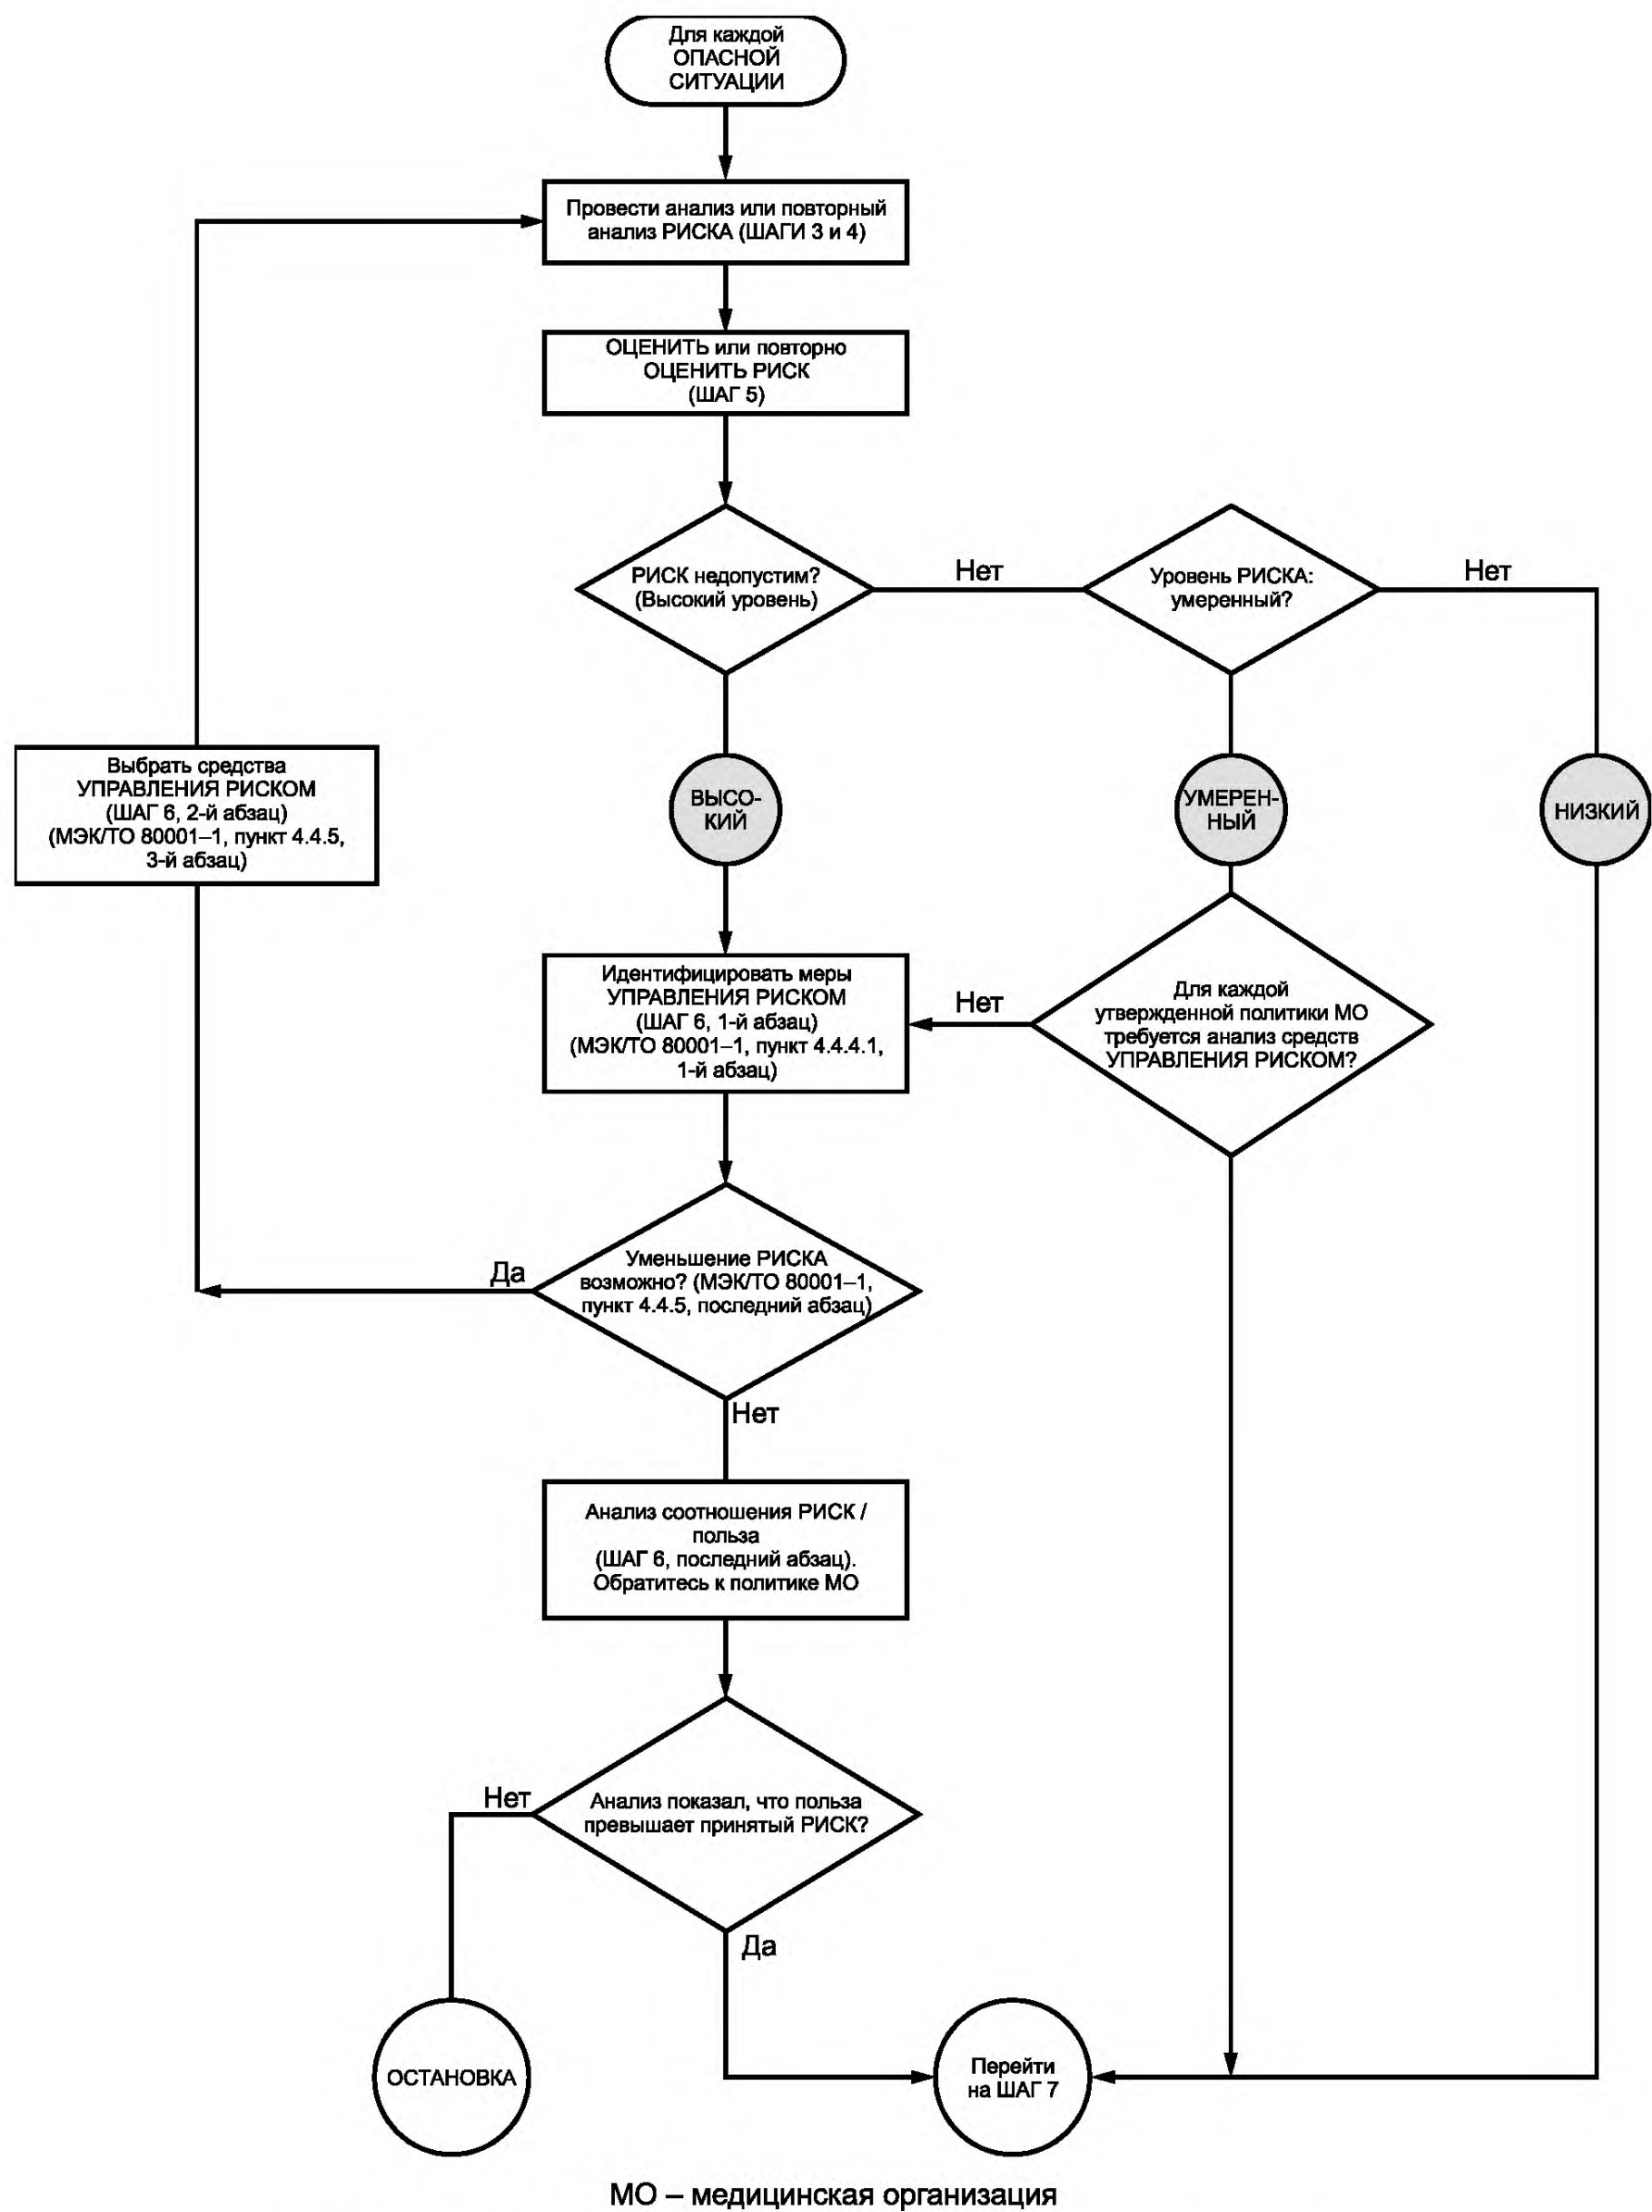 Для каждой
ОПАСНОЙ
СИТУАЦИИ
Провести анализ или повторный
анализ РИСКА (ШАГИ 3 и 4)
ОЦЕНИТЬ или повторно
ОЦЕНИТЬ РИСК
(ШАГ 5)
РИСК недопустим?
(Высокий уровень)
Нет
Уровень РИСКА:
умеренный?
Нет
Выбрать средства
УПРАВЛЕНИЯ РИСКОМ
(ШАГ 6, 2-й абзац)
(МЭК/ТО 80001–1, пункт 4.4.5,
3-й абзац)
ВЫСО-
КИЙ
УМЕРЕН-
НЫЙ
НИЗКИЙ
Идентифицировать меры
УПРАВЛЕНИЯ РИСКОМ
(ШАГ 6, 1-й абзац)
(МЭК/ТО 80001–1, пункт 4.4.4.1,
1-й абзац)
Нет
Для каждой
утвержденной политики МО
требуется анализ средств
УПРАВЛЕНИЯ РИСКОМ?
Да
Уменьшение РИСКА
возможно? (МЭК/ТО 80001–1,
пункт 4.4.5, последний абзац)
Нет
Анализ соотношения РИСК /
польза
(ШАГ 6, последний абзац).
Обратитесь к политике МО
Нет
Анализ показал, что польза
превышает принятый РИСК?
Да
ОСТАНОВКА
Перейти
на ШАГ 7
МО – медицинская организация